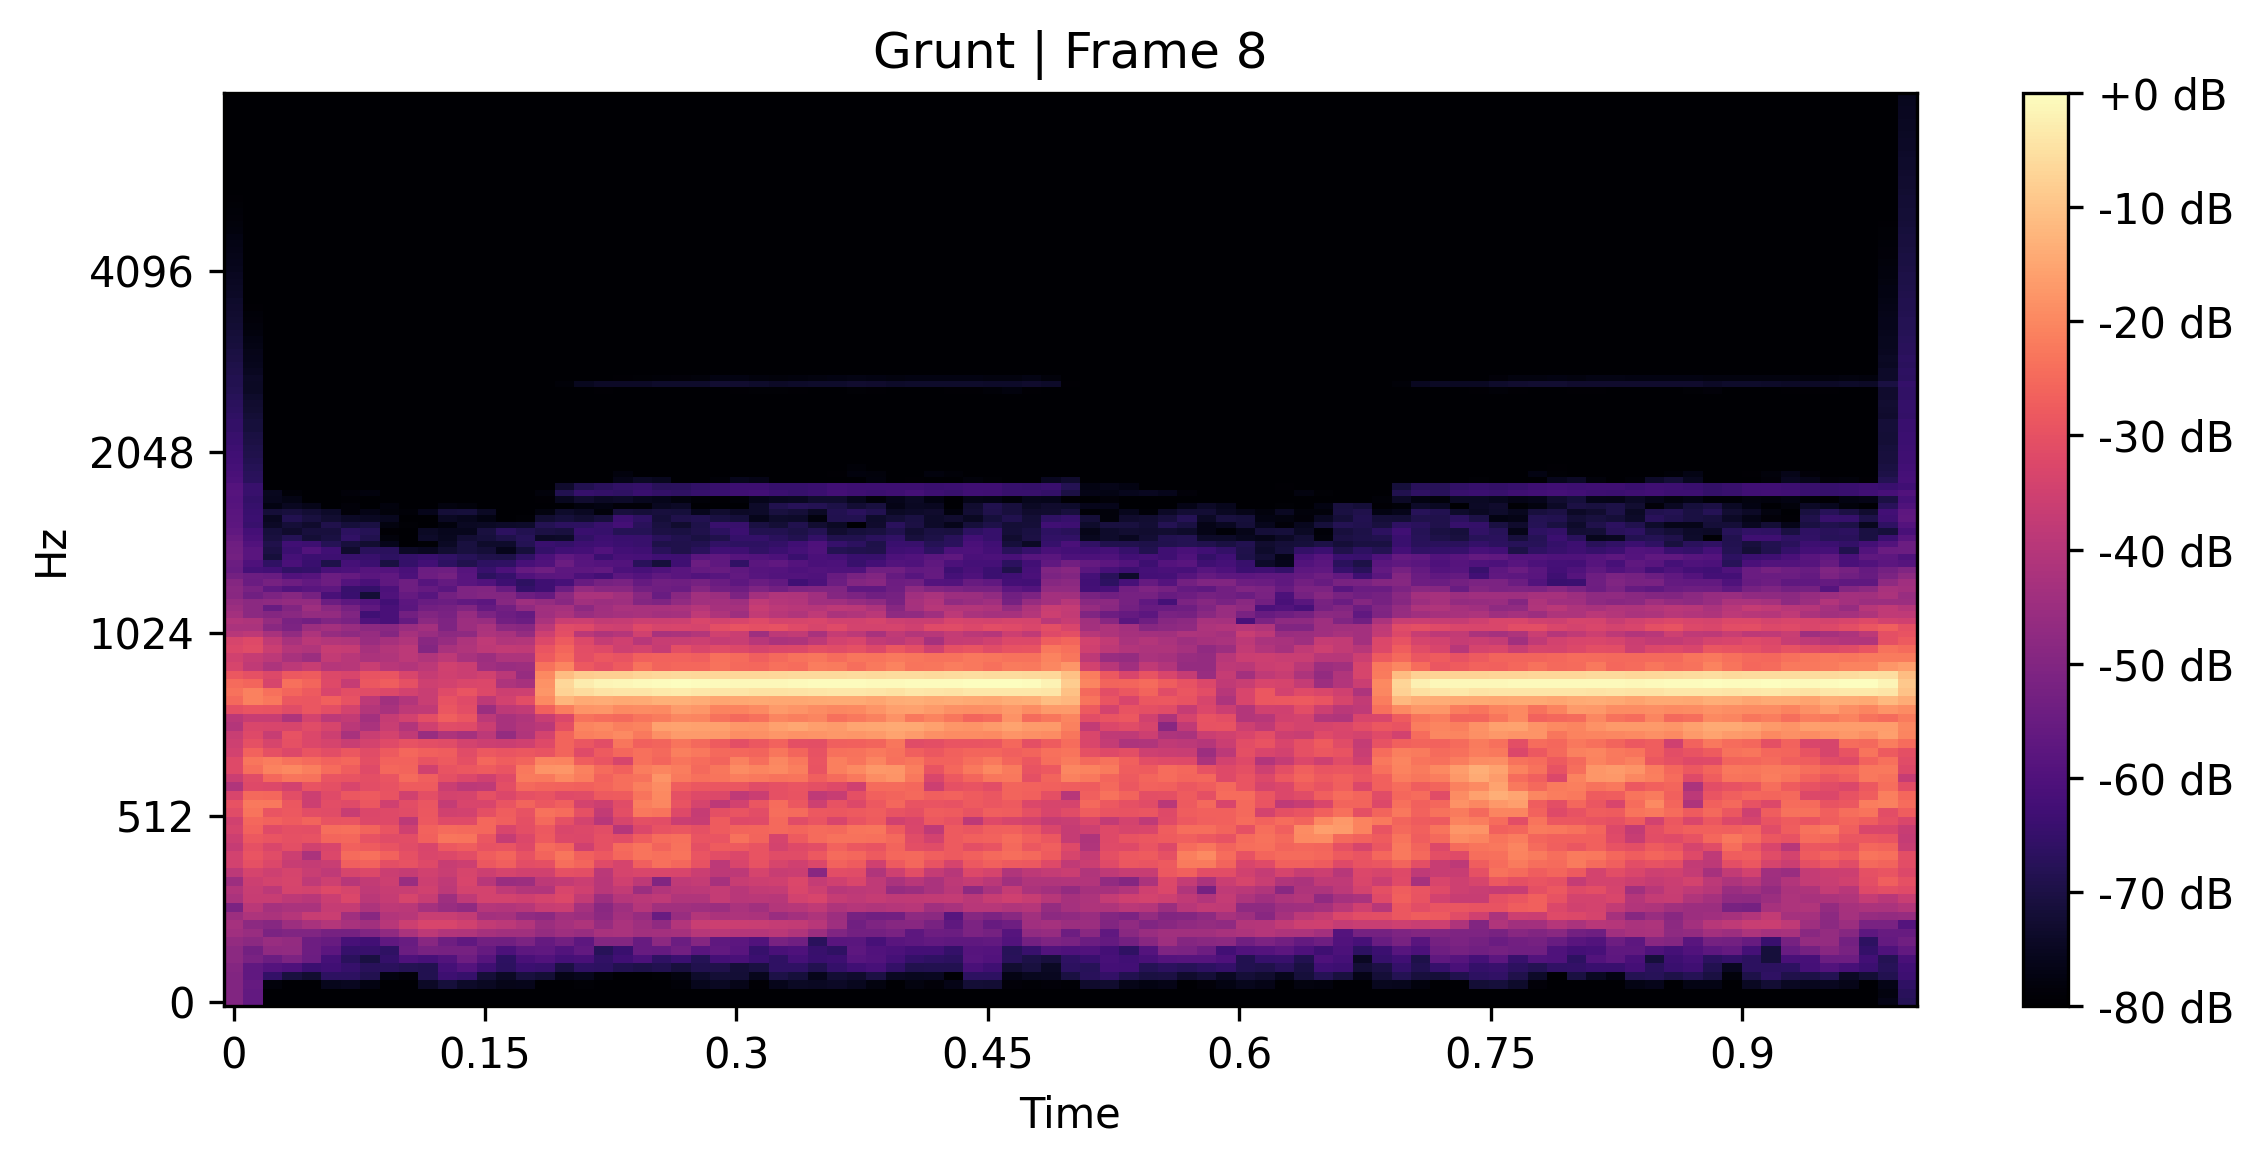 Grunt | Frame 8
+0 dB
-10 dB
-20 dB
-30 dB
-40 dB
-50 dB
-60 dB
-70 dB
-80 dB
Hz
4096
2048
1024
512
0
0 0.15 0.3 0.45 0.6 0.75 0.9
Time